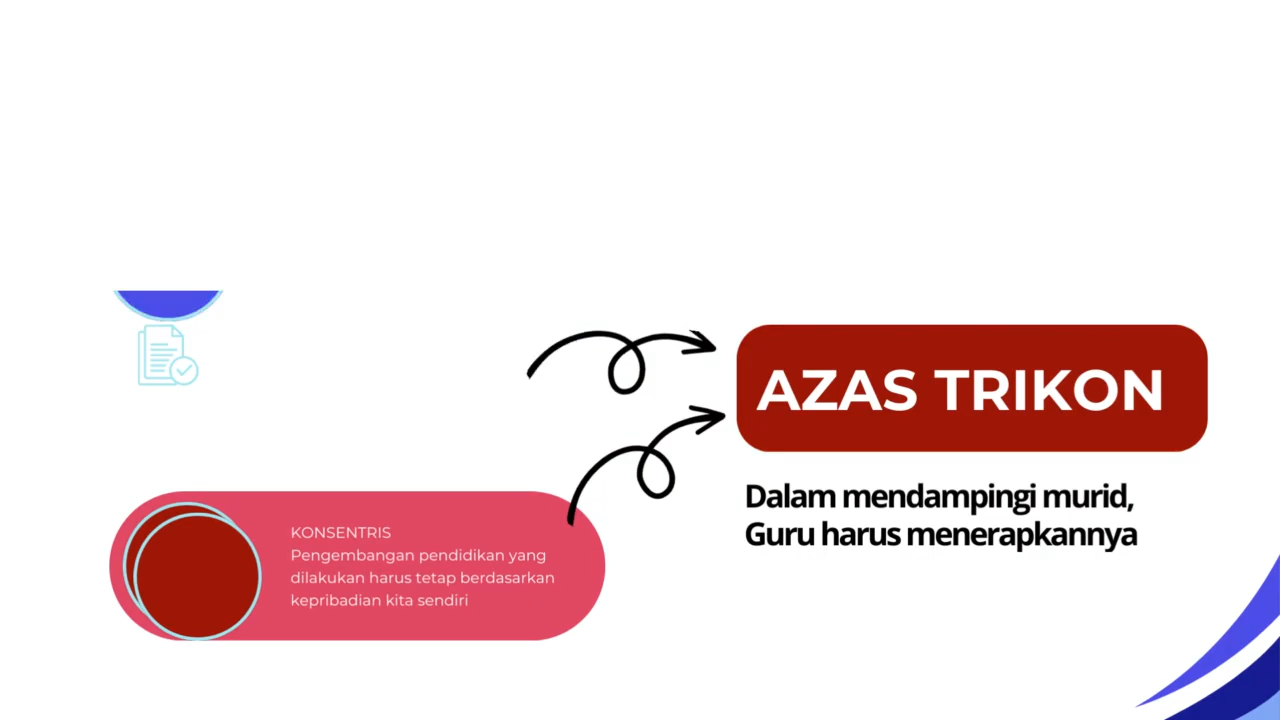 AZAS TRIKON
Dalam mendampingi murid,
Guru harus menerapkannya
KONSENTRIS
Pengembangan pendidikan yang
dilakukan harus tetap berdasarkan
kepribadian kita sendiri